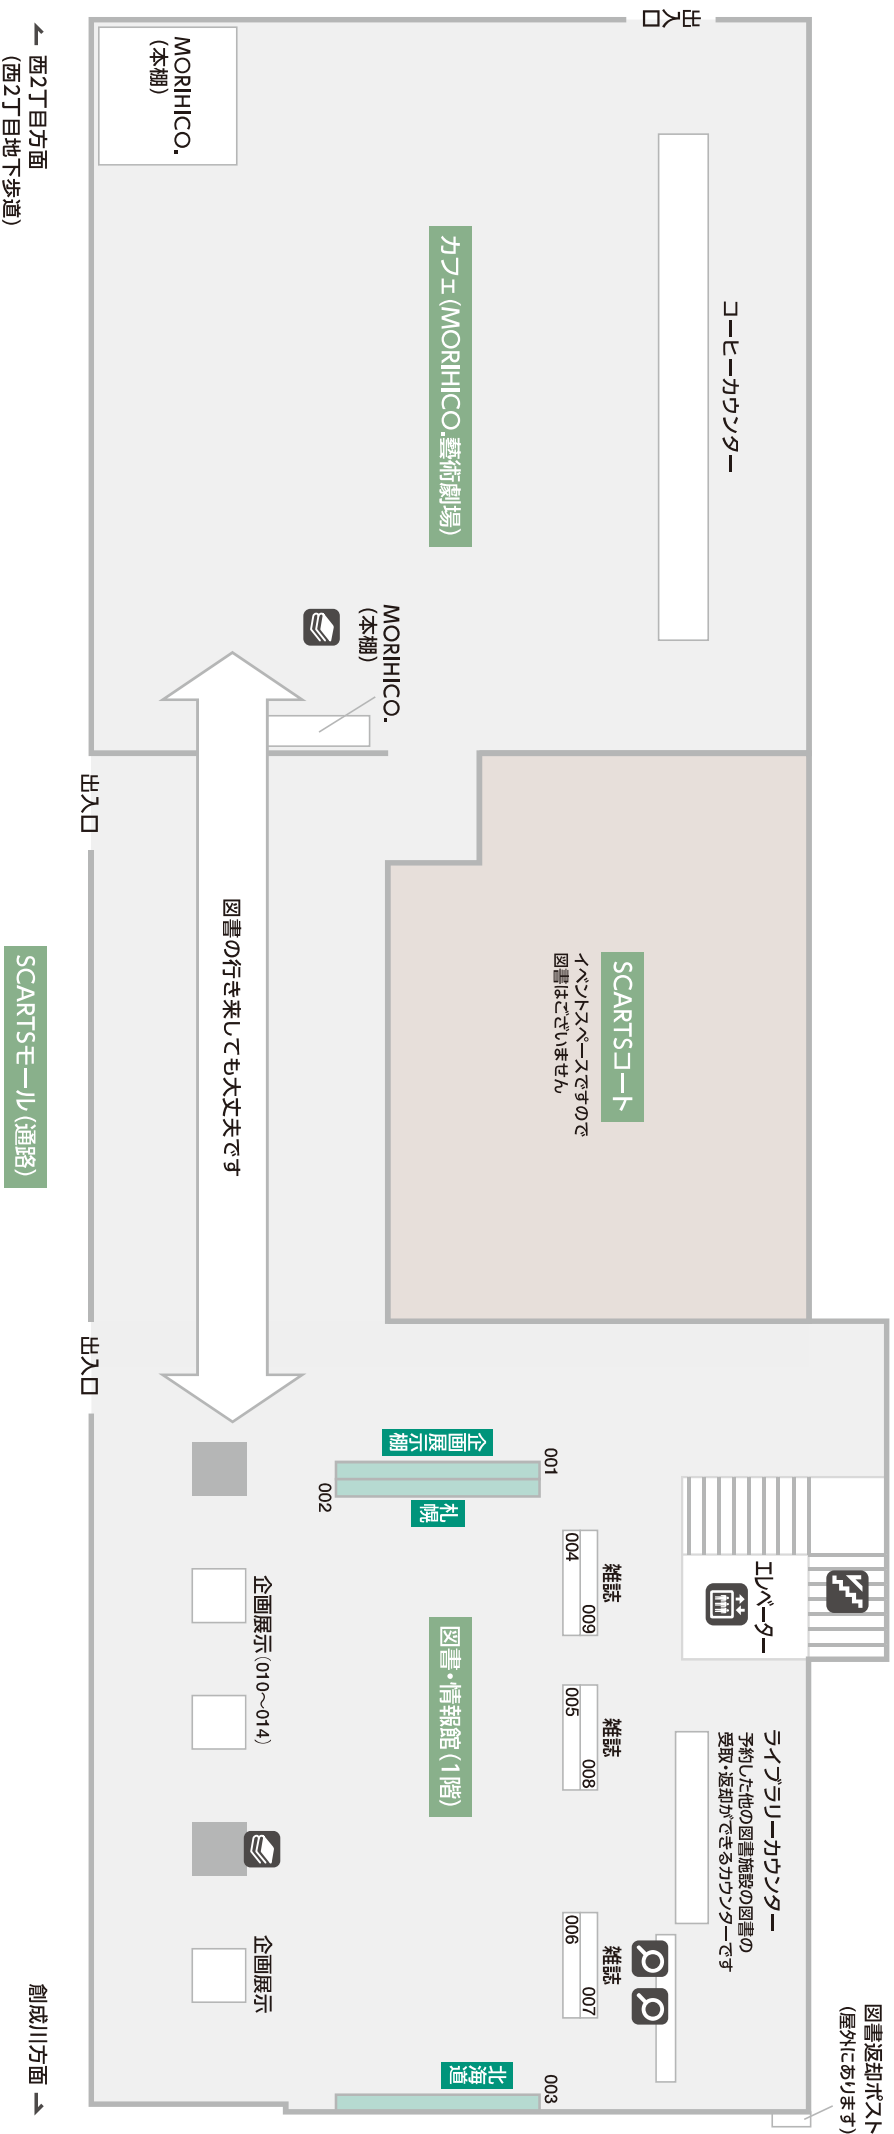 出入口
西2丁目方面
(西2丁目地下歩道)
MORIHICO.
(本棚)
カフェ(MORIHICO.藝術劇場)
コーヒーカウンター
MORIHICO.
(本棚)
出入口
図書の行き来しても大丈夫です
SCARTSモール(通路)
SCARTSコート
イベントスペースですので
図書はございません
出入口
企画展示棚
001
002
札幌
雑誌
004
009
エレベーター
企画展示(010～014)
図書・情報館(1階)
雑誌
005
008
ライブラリーカウンター
予約した他の図書施設の図書の
受取・返却ができるカウンターです
雑誌
006
007
企画展示
北海道
003
創成川方面
図書返却ポスト
(屋外にあります)